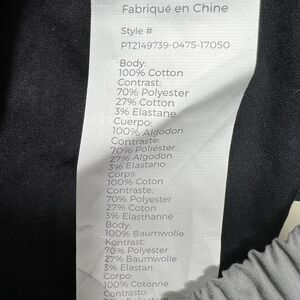 Fabriqué en Chine
Style #
PT2149739-0475-17050
Body:
100% Cotton
Contrast:
70% Polyester
27% Cotton
3% Elastane
Cuerpo:
100% Algodon
Contraste:
70% Poliéster
27% Algodon
3% Elastano
Corps:
100% Coton
Contraste:
70% Polyester
27% Coton
3% Elasthanne
Body:
100% Baumwolle
Kontrast:
70% Polyester
27% Baumwolle
3% Elastan
Corpo:
100% Cotonne
Contrasto: